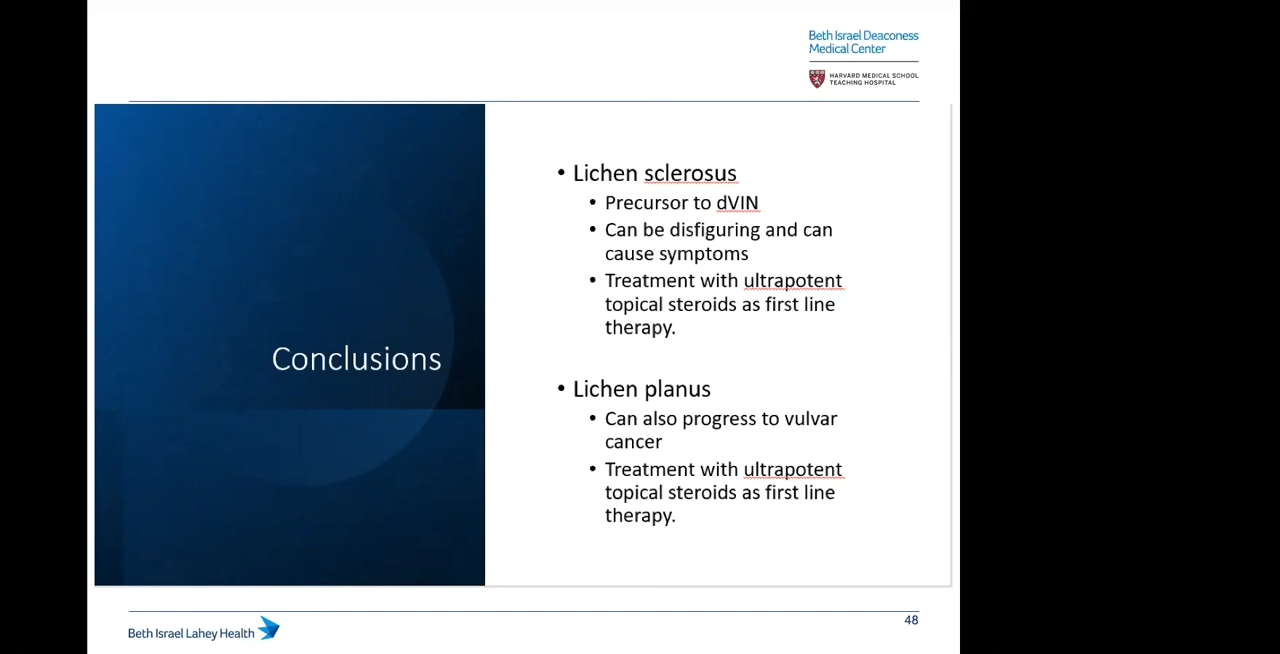 Beth Israel Deaconess
Medical Center
HARVARD MEDICAL SCHOOL
TEACHING HOSPITAL
Conclusions
• Lichen sclerosus
• Precursor to dVIN
• Can be disfiguring and can
cause symptoms
• Treatment with ultrapotent
topical steroids as first line
therapy.
• Lichen planus
• Can also progress to vulvar
cancer
• Treatment with ultrapotent
topical steroids as first line
therapy.
Beth Israel Lahey Health
48